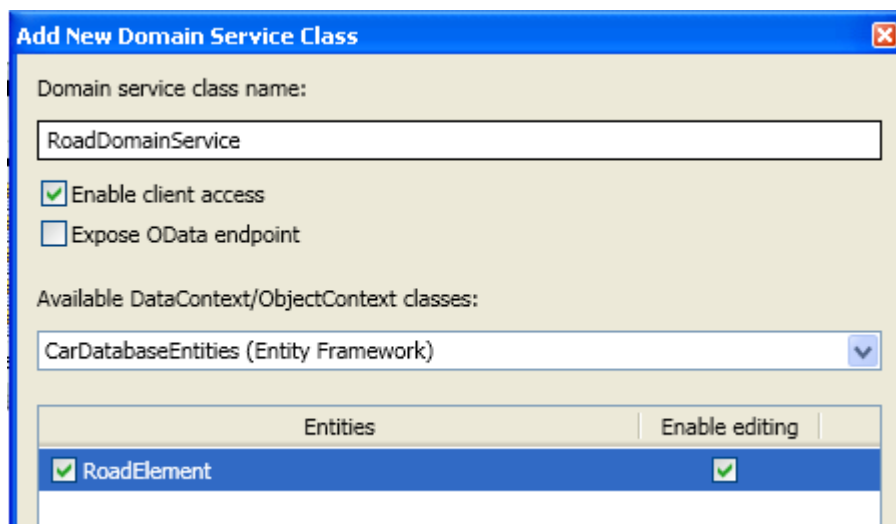 Add New Domain Service Class
Domain service class name:
RoadDomainService
Enable client access
Expose OData endpoint
Available DataContext/ObjectContext classes:
CarDatabaseEntities (Entity Framework)
Entities Enable editing
RoadElement